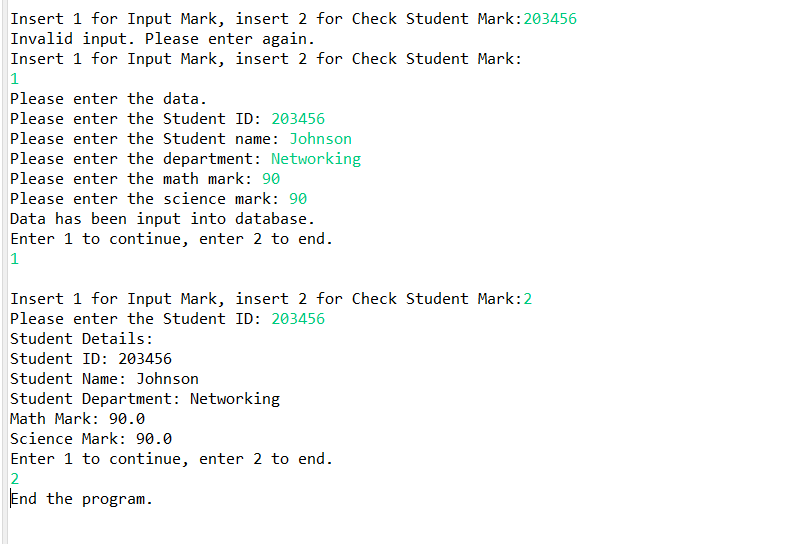 Insert 1 for Input Mark, insert 2 for Check Student Mark:203456
Invalid input. Please enter again.
Insert 1 for Input Mark, insert 2 for Check Student Mark:
1
Please enter the data.
Please enter the Student ID: 203456
Please enter the Student name: Johnson
Please enter the department: Networking
Please enter the math mark: 90
Please enter the science mark: 90
Data has been input into database.
Enter 1 to continue, enter 2 to end.
1
Insert 1 for Input Mark, insert 2 for Check Student Mark:2
Please enter the Student ID: 203456
Student Details:
Student ID: 203456
Student Name: Johnson
Student Department: Networking
Math Mark: 90.0
Science Mark: 90.0
Enter 1 to continue, enter 2 to end.
2
End the program.